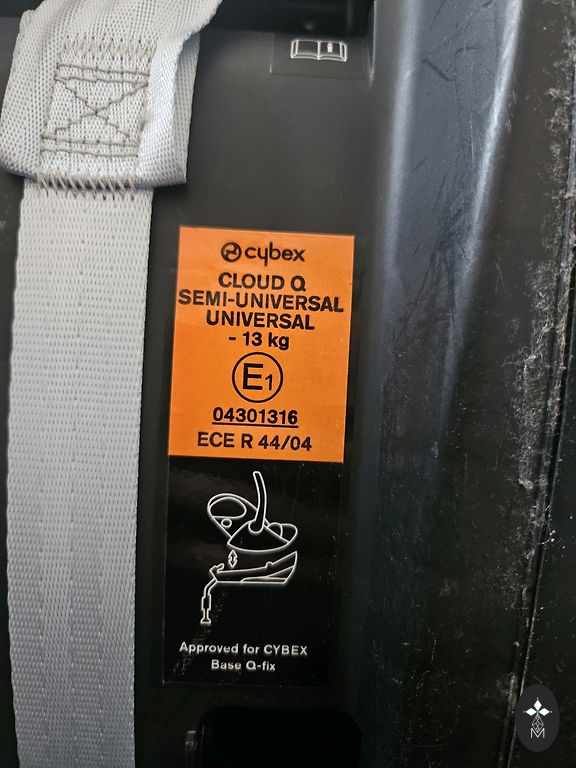 cybex
CLOUD Q
SEMI-UNIVERSAL
UNIVERSAL
- 13 kg
E1
04301316
ECE R 44/04
Approved for CYBEX
Base Q-fix
M